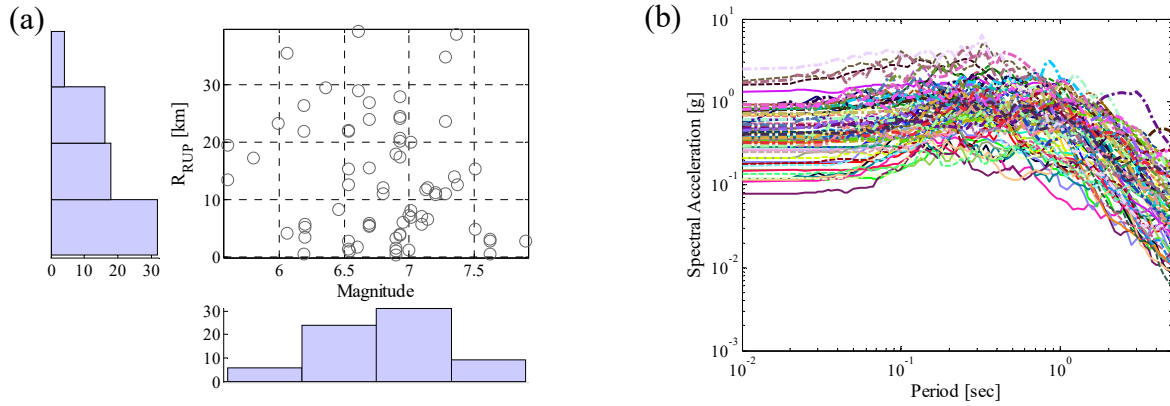 (a)
30
20
10
0
R_RUP [km]
0 10 20 30
6 6.5 7 7.5
Magnitude
30
20
10
0
(b)
10^1
10^0
10^-1
10^-2
10^-3
Spectral Acceleration [g]
10^-2 10^-1 10^0
Period [sec]